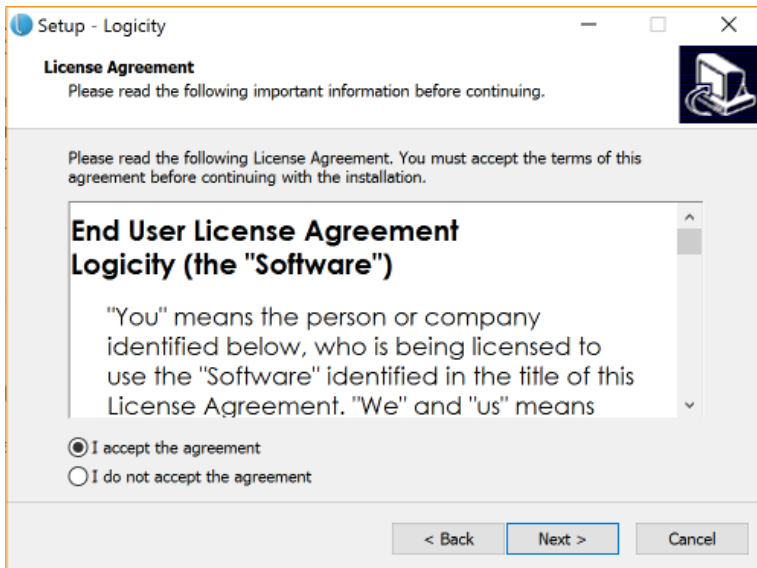 Setup - Logicity
License Agreement
Please read the following important information before continuing.
Please read the following License Agreement. You must accept the terms of this
agreement before continuing with the installation.
End User License Agreement
Logicity (the "Software")
"You" means the person or company
identified below, who is being licensed to
use the "Software" identified in the title of this
License Agreement. "We" and "us" means
I accept the agreement
I do not accept the agreement
< Back
Next >
Cancel